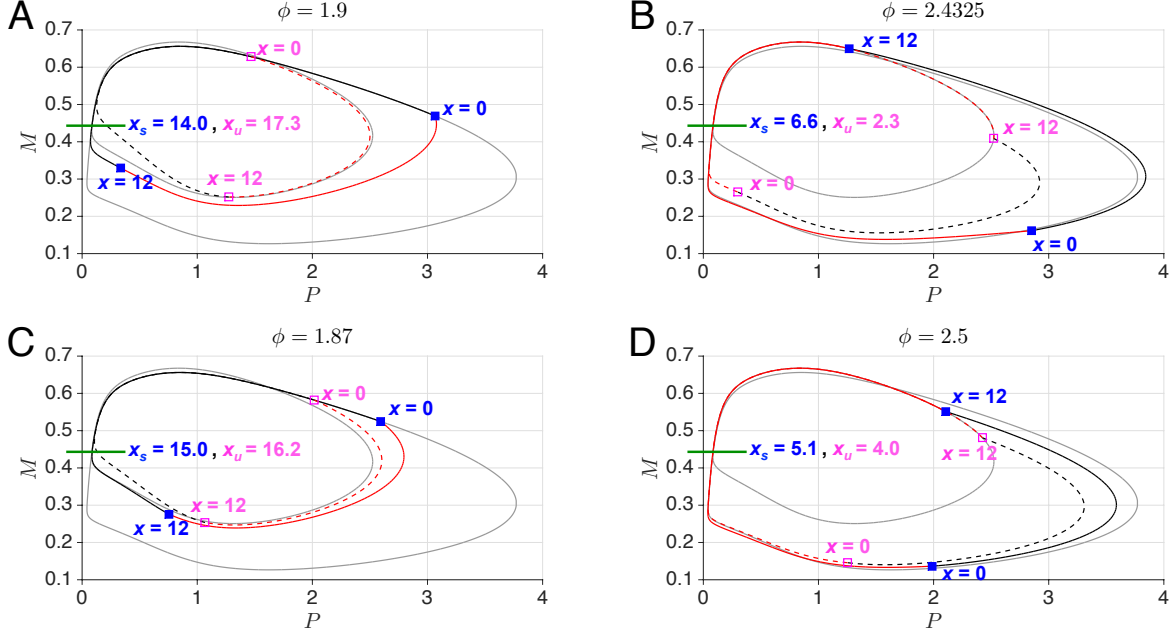 A
ϕ = 1.9
0.7
0.6
0.5
0.4
0.3
0.2
0.1
M
x = 0
x = 0
x_s = 14.0 , x_u = 17.3
x = 12
x = 12
0 1 2 3 4
P
B
ϕ = 2.4325
0.7
0.6
0.5
0.4
0.3
0.2
0.1
M
x = 12
x_s = 6.6 , x_u = 2.3
x = 12
x = 0
x = 0
0 1 2 3 4
P
C
ϕ = 1.87
0.7
0.6
0.5
0.4
0.3
0.2
0.1
M
x = 0
x = 0
x_s = 15.0 , x_u = 16.2
x = 12
x = 12
0 1 2 3 4
P
D
ϕ = 2.5
0.7
0.6
0.5
0.4
0.3
0.2
0.1
M
x = 12
x_s = 5.1 , x_u = 4.0
x = 12
x = 0
x = 0
0 1 2 3 4
P